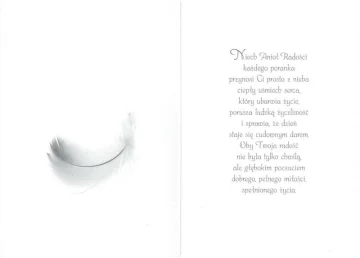 Niech Anioł Radości
każdego poranka
przynosi Ci prosto z nieba
ciepły uśmiech serca,
który ubarwia życie,
porusza ludzką życzliwość
i sprawia, że dzień
staje się cudownym darem.
Oby Twoja radość
nie była tylko chwilą,
ale głębokim poczuciem
dobrego, pełnego miłości,
spełnionego życia.